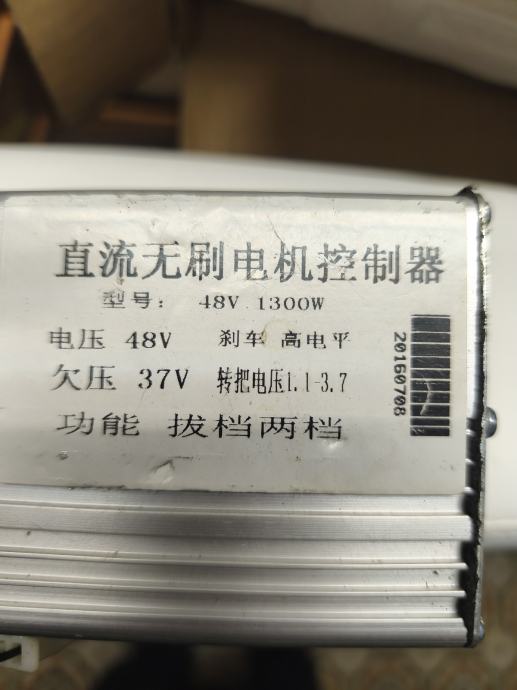 直流无刷电机控制器
型号： 48V 1300W
电压 48V 刹车 高电平
欠压 37V 转把电压1.1-3.7
功能 拔档两档
20160708